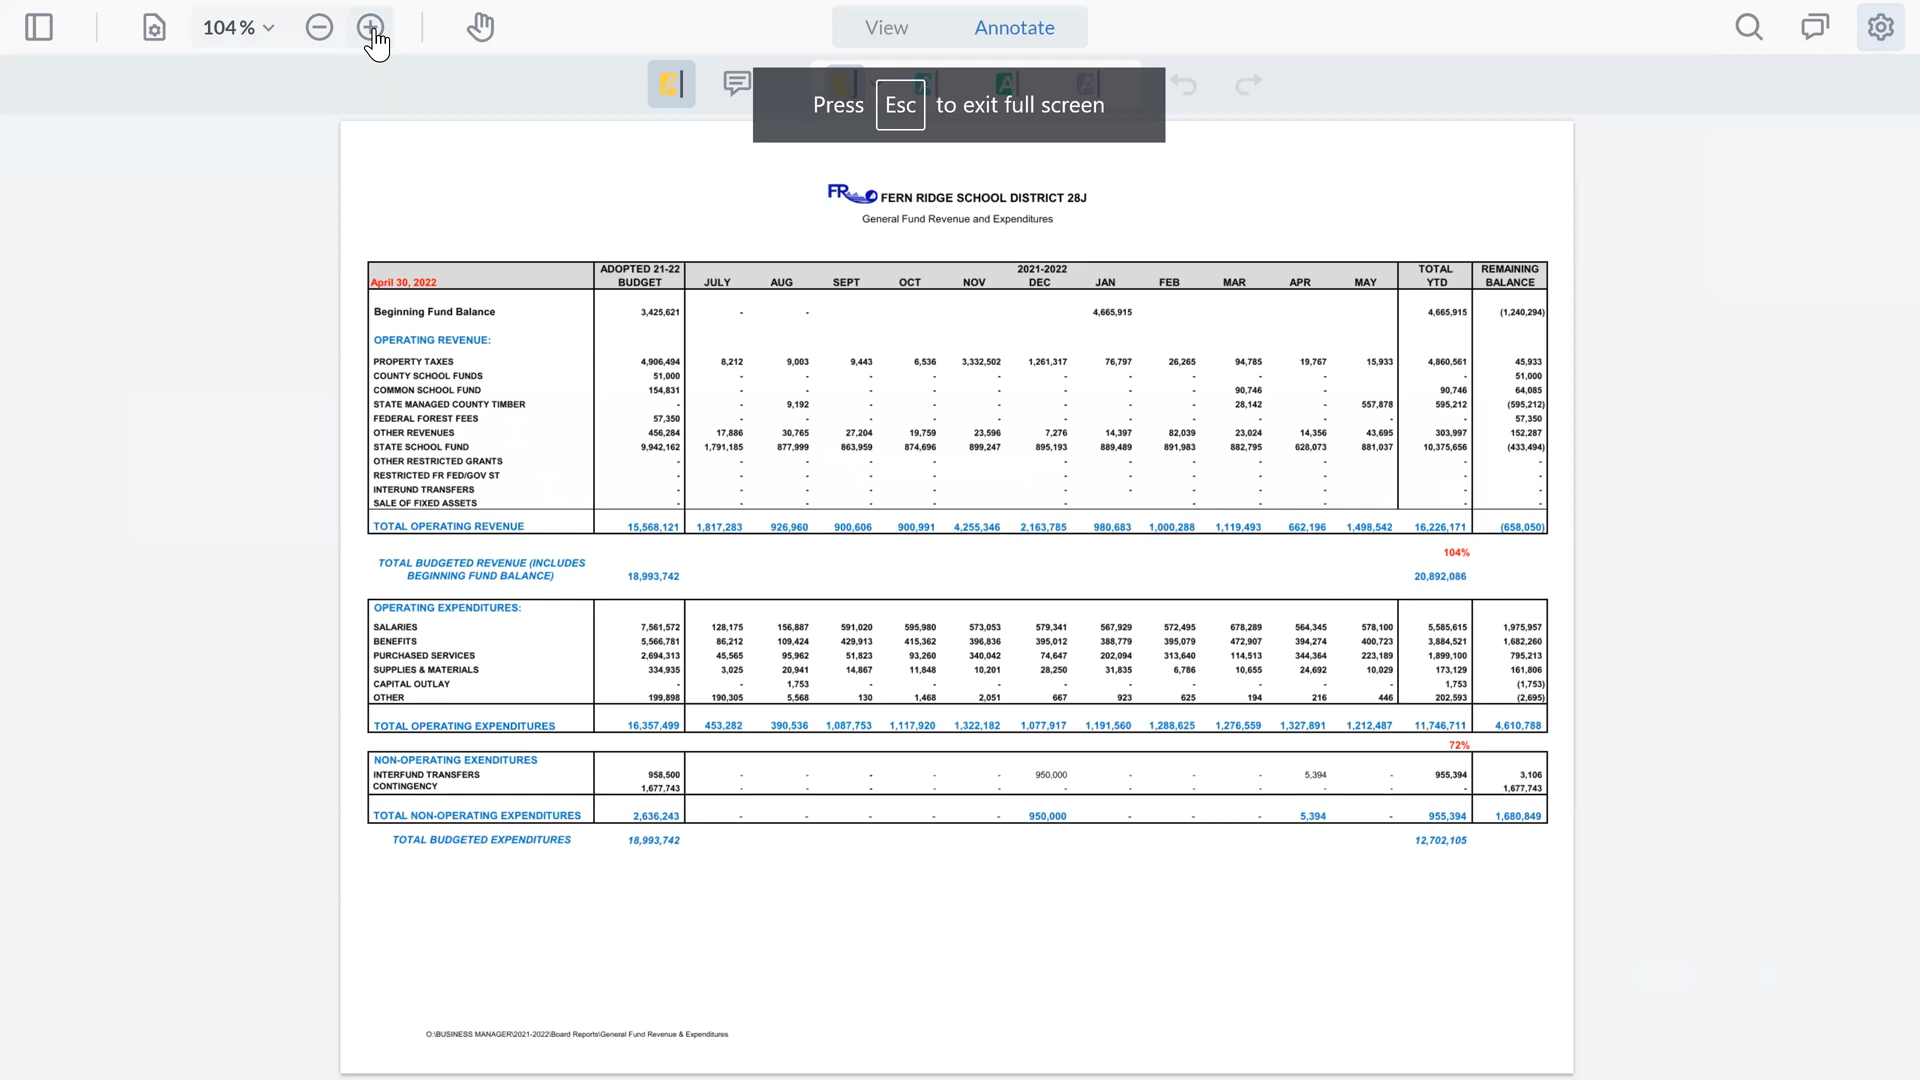 104 %
View
Annotate
Press Esc to exit full screen
FR FERN RIDGE SCHOOL DISTRICT 28J
General Fund Revenue and Expenditures
ADOPTED 21-22 2021-2022 TOTAL REMAINING
April 30, 2022 BUDGET JULY AUG SEPT OCT NOV DEC JAN FEB MAR APR MAY YTD BALANCE
Beginning Fund Balance 3,425,621 - - 4,665,915 4,665,915 (1,240,294)
OPERATING REVENUE:
PROPERTY TAXES 4,906,494 8,212 9,003 9,443 6,536 3,332,502 1,261,317 76,797 26,265 94,785 19,767 15,933 4,860,561 45,933
COUNTY SCHOOL FUNDS 51,000 - - - - - - - - - - - - 51,000
COMMON SCHOOL FUND 154,831 - - - - - - - - 90,746 - 90,746 64,085
STATE MANAGED COUNTY TIMBER - - 9,192 - - - - - - 28,142 - 557,878 595,212 (595,212)
FEDERAL FOREST FEES 57,350 - - - - - - - - - - - - 57,350
OTHER REVENUES 456,284 17,886 30,765 27,204 19,759 23,596 7,276 14,397 82,039 23,024 14,356 43,695 303,997 152,287
STATE SCHOOL FUND 9,942,162 1,791,185 877,999 863,959 874,696 899,247 895,193 889,489 891,983 882,795 628,073 881,037 10,375,656 (433,494)
OTHER RESTRICTED GRANTS - - - - - - - - - - - -
RESTRICTED FR FED/GOV ST - - - - - - - - - - -
INTERUND TRANSFERS - - - - - - - - - - - -
SALE OF FIXED ASSETS - - - - - - - - - - -
TOTAL OPERATING REVENUE 15,568,121 1,817,283 926,960 900,606 900,991 4,255,346 2,163,785 980,683 1,000,288 1,119,493 662,196 1,498,542 16,226,171 (658,050)
104%
TOTAL BUDGETED REVENUE (INCLUDES
BEGINNING FUND BALANCE) 18,993,742 20,892,086
OPERATING EXPENDITURES:
SALARIES 7,561,572 128,175 156,887 591,020 595,980 573,053 579,341 567,929 572,495 678,289 564,345 578,100 5,585,615 1,975,957
BENEFITS 5,566,781 86,212 109,424 429,913 415,362 396,836 395,012 388,779 395,079 472,907 394,274 400,723 3,884,521 1,682,260
PURCHASED SERVICES 2,694,313 45,565 95,962 51,823 93,260 340,042 74,647 202,094 313,640 114,513 344,364 223,189 1,899,100 795,213
SUPPLIES & MATERIALS 334,935 3,025 20,941 14,867 11,848 10,201 28,250 31,835 6,786 10,655 24,692 10,029 173,129 161,806
CAPITAL OUTLAY - - 1,753 - - - - - - - - - 1,753 (1,753)
OTHER 199,898 190,305 5,568 130 1,468 2,051 667 923 625 194 216 446 202,593 (2,695)
TOTAL OPERATING EXPENDITURES 16,357,499 453,282 390,536 1,087,753 1,117,920 1,322,182 1,077,917 1,191,560 1,288,625 1,276,559 1,327,891 1,212,487 11,746,711 4,610,788
72%
NON-OPERATING EXENDITURES
INTERFUND TRANSFERS 958,500 - - - - - 950,000 - - - 5,394 - 955,394 3,106
CONTINGENCY 1,677,743 - - - - - - - - - - - - 1,677,743
TOTAL NON-OPERATING EXPENDITURES 2,636,243 - - - - - 950,000 - - - 5,394 - 955,394 1,680,849
TOTAL BUDGETED EXPENDITURES 18,993,742 12,702,105
O:\BUSINESS MANAGER\2021-2022\Board Reports\General Fund Revenue & Expenditures